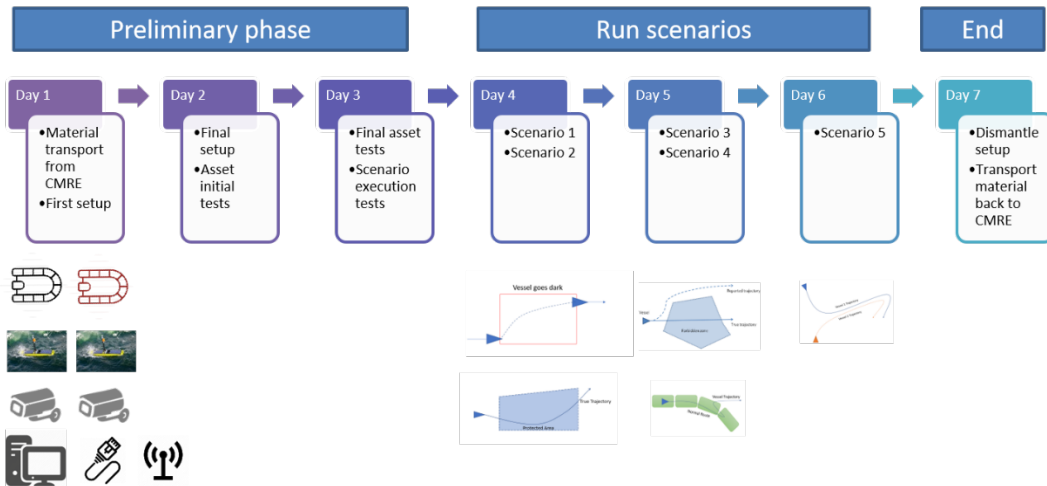 Preliminary phase
Run scenarios
End
Day 1
•Material
transport
from
CMRE
•First setup
Day 2
•Final
setup
•Asset
initial
tests
Day 3
•Final asset
tests
•Scenario
execution
tests
Day 4
•Scenario 1
•Scenario 2
Day 5
•Scenario 3
•Scenario 4
Day 6
•Scenario 5
Day 7
•Dismantle
setup
•Transport
material
back to
CMRE
Vessel goes dark
Reported trajectory
Vessel
True trajectory
True Trajectory
Protected Area
Vessel Trajectory
Normal Route